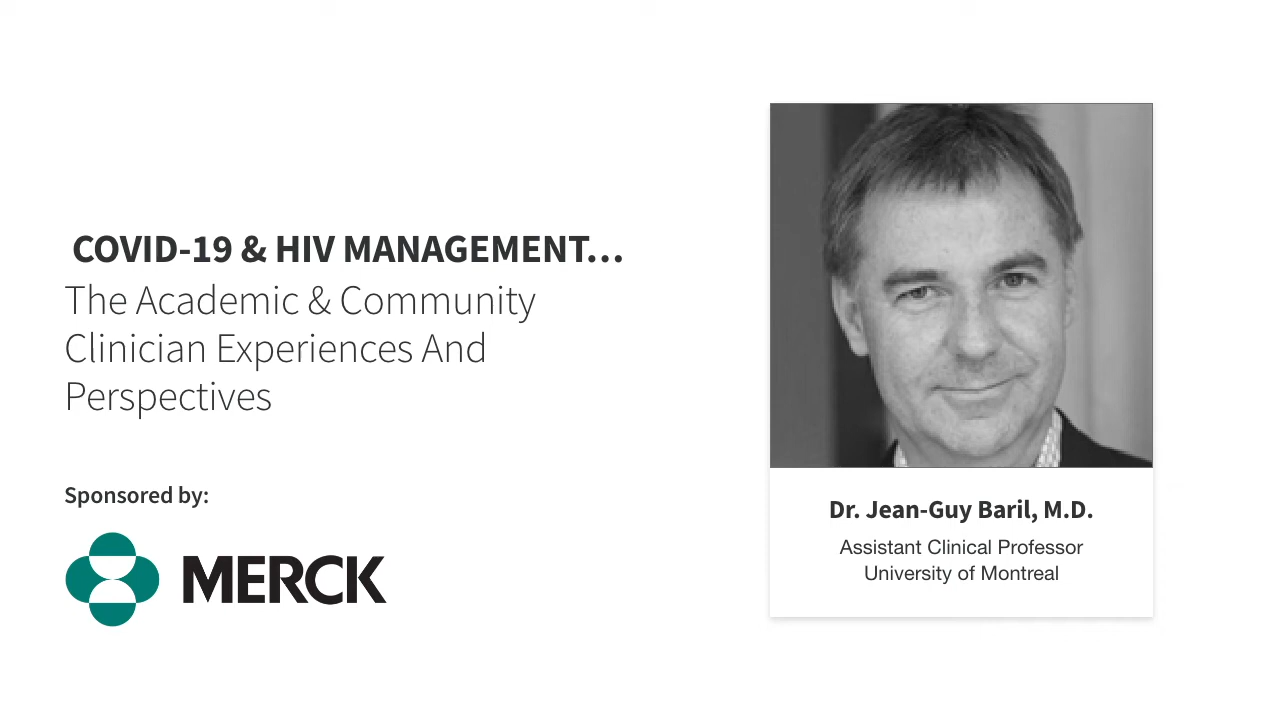 COVID-19 & HIV MANAGEMENT…
The Academic & Community
Clinician Experiences And
Perspectives
Sponsored by:
MERCK
Dr. Jean-Guy Baril, M.D.
Assistant Clinical Professor
University of Montreal